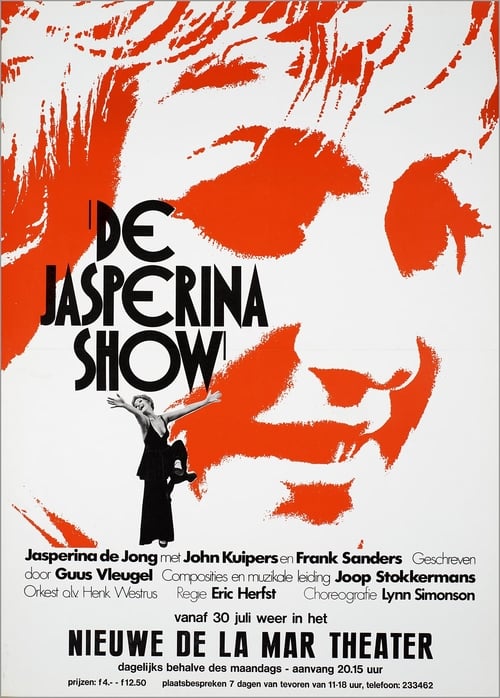 DE
JASPERINA
SHOW
Jasperina de Jong met John Kuipers en Frank Sanders Geschreven
door Guus Vleugel Composities en muzikale leiding Joop Stokkermans
Orkest o.l.v. Henk Westrus Regie Eric Herfst Choreografie Lynn Simonson
vanaf 30 juli weer in het
NIEUWE DE LA MAR THEATER
dagelijks behalve des maandags - aanvang 20.15 uur
prijzen: f 4.- - f 12.50 plaatsbespreken 7 dagen van tevoren van 11-18 uur, telefoon: 233462